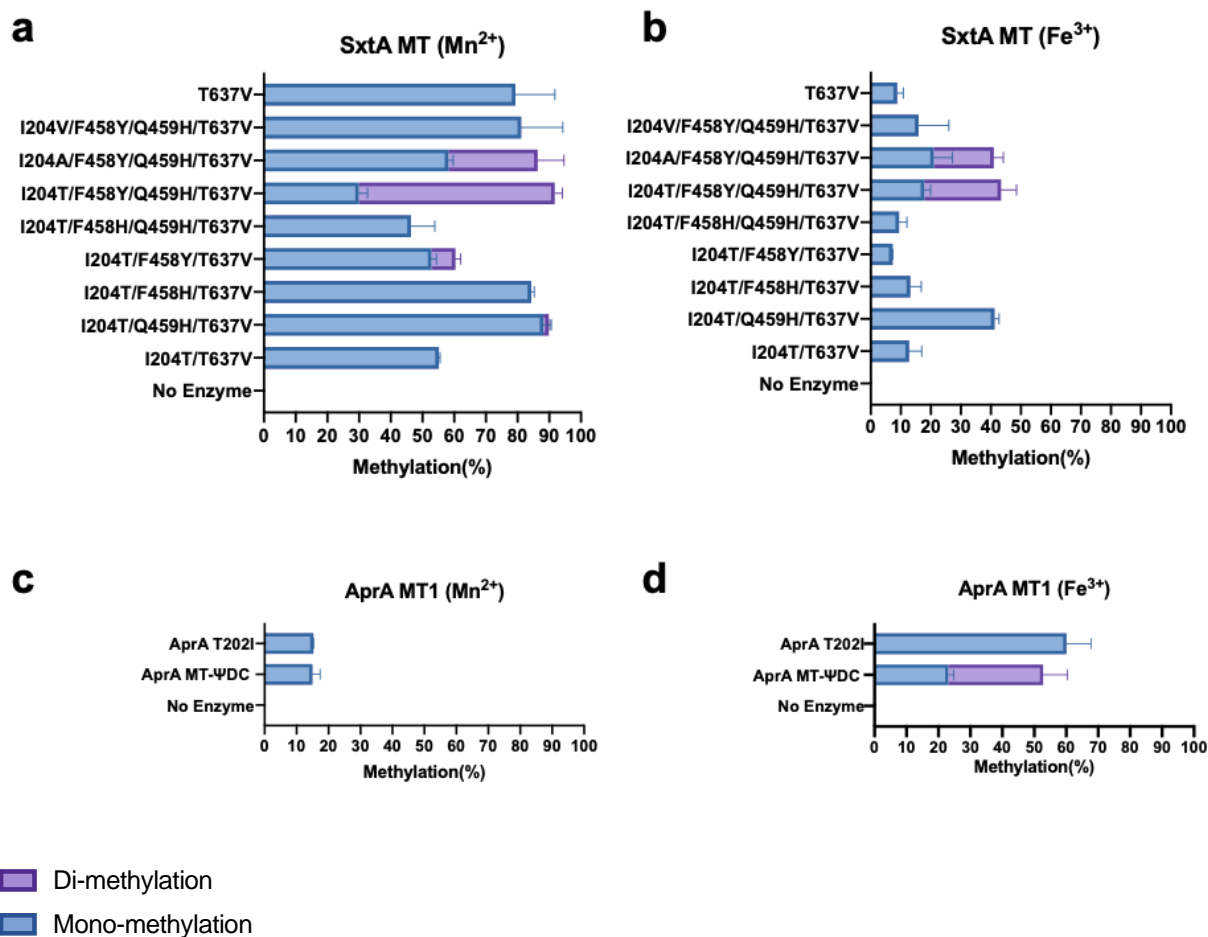 a
SxtA MT (Mn2+)
T637V
I204V/F458Y/Q459H/T637V
I204A/F458Y/Q459H/T637V
I204T/F458Y/Q459H/T637V
I204T/F458H/Q459H/T637V
I204T/F458Y/T637V
I204T/F458H/T637V
I204T/Q459H/T637V
I204T/T637V
No Enzyme
0 10 20 30 40 50 60 70 80 90 100
Methylation(%)
b
SxtA MT (Fe3+)
T637V
I204V/F458Y/Q459H/T637V
I204A/F458Y/Q459H/T637V
I204T/F458Y/Q459H/T637V
I204T/F458H/Q459H/T637V
I204T/F458Y/T637V
I204T/F458H/T637V
I204T/Q459H/T637V
I204T/T637V
No Enzyme
0 10 20 30 40 50 60 70 80 90 100
Methylation(%)
c
AprA MT1 (Mn2+)
AprA T202I
AprA MT-ΨDC
No Enzyme
0 10 20 30 40 50 60 70 80 90 100
Methylation(%)
d
AprA MT1 (Fe3+)
AprA T202I
AprA MT-ΨDC
No Enzyme
0 10 20 30 40 50 60 70 80 90 100
Methylation(%)
Di-methylation
Mono-methylation